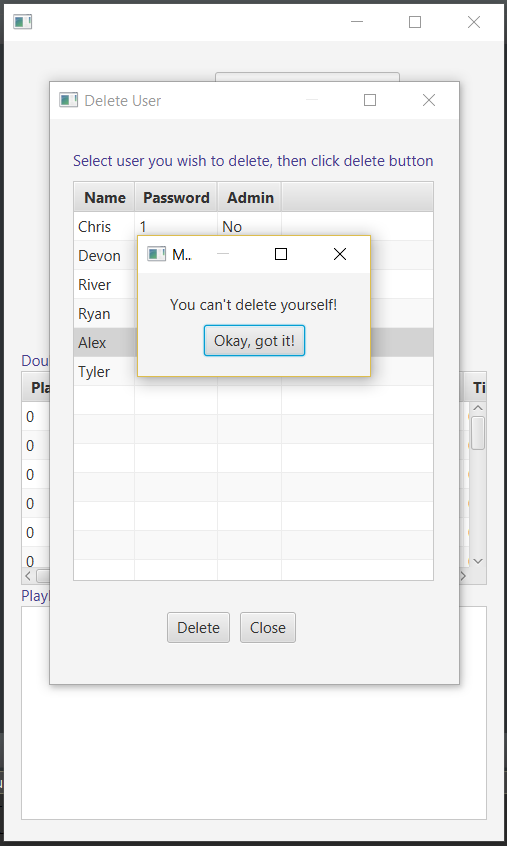 Delete User
Select user you wish to delete, then click delete button
Name Password Admin
Chris 1 No
Devon
M..
River
You can't delete yourself!
Ryan
Okay, got it!
Alex
Dou
Tyler
Pla Ti
0
0
0
0
0
0
Play
Delete Close